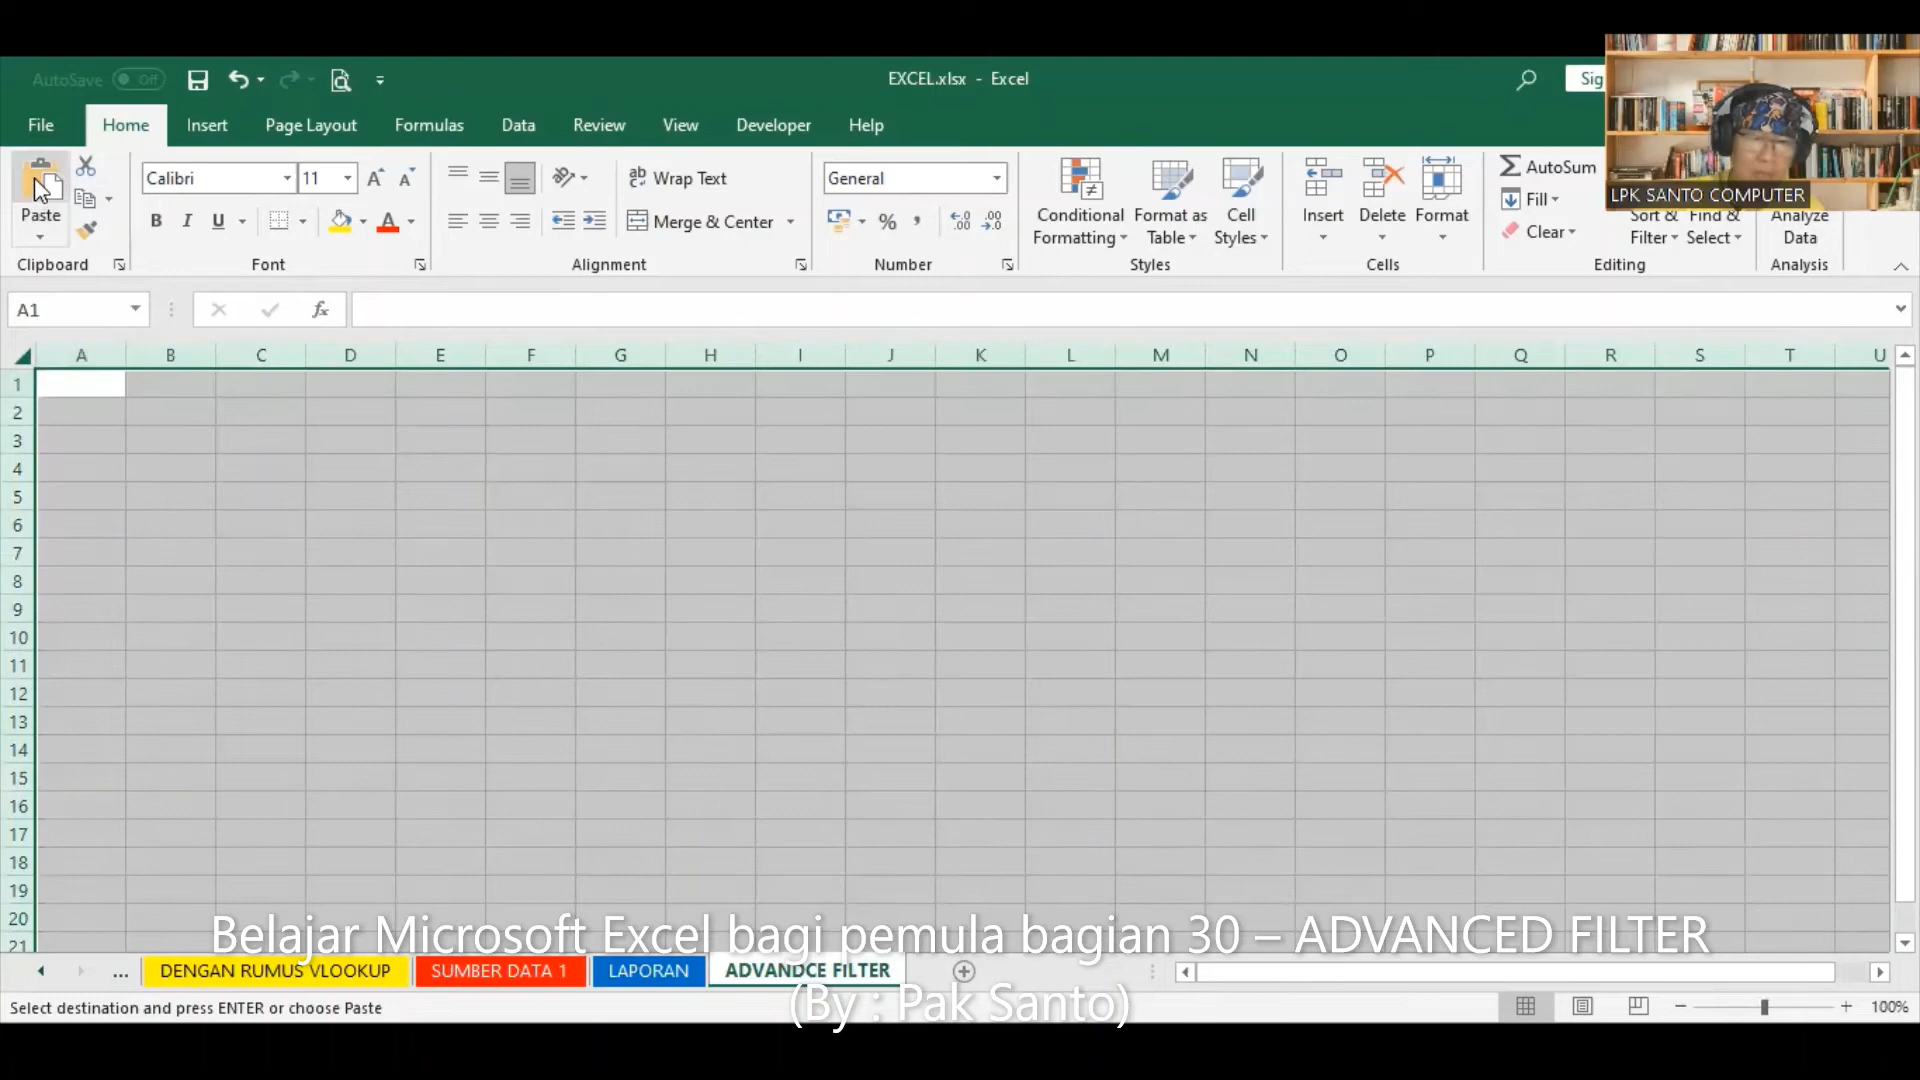 AutoSave Off
EXCEL.xlsx - Excel
Sig
File Home Insert Page Layout Formulas Data Review View Developer Help
LPK SANTO COMPUTER
Paste
Clipboard
Calibri 11
B I U A
Font
ab Wrap Text
Merge & Center
Alignment
General
% ,
Number
Conditional Formatting
Format as Table
Cell Styles
Styles
Insert Delete Format
Cells
AutoSum
Fill
Clear
Sort & Filter
Find & Select
Editing
Analyze Data
Analysis
A1
fx
A B C D E F G H I J K L M N O P Q R S T U
1
2
3
4
5
6
7
8
9
10
11
12
13
14
15
16
17
18
19
20
21
Belajar Microsoft Excel bagi pemula bagian 30 – ADVANCED FILTER
... DENGAN RUMUS VLOOKUP SUMBER DATA 1 LAPORAN ADVANDCE FILTER
(By : Pak Santo)
Select destination and press ENTER or choose Paste
100%